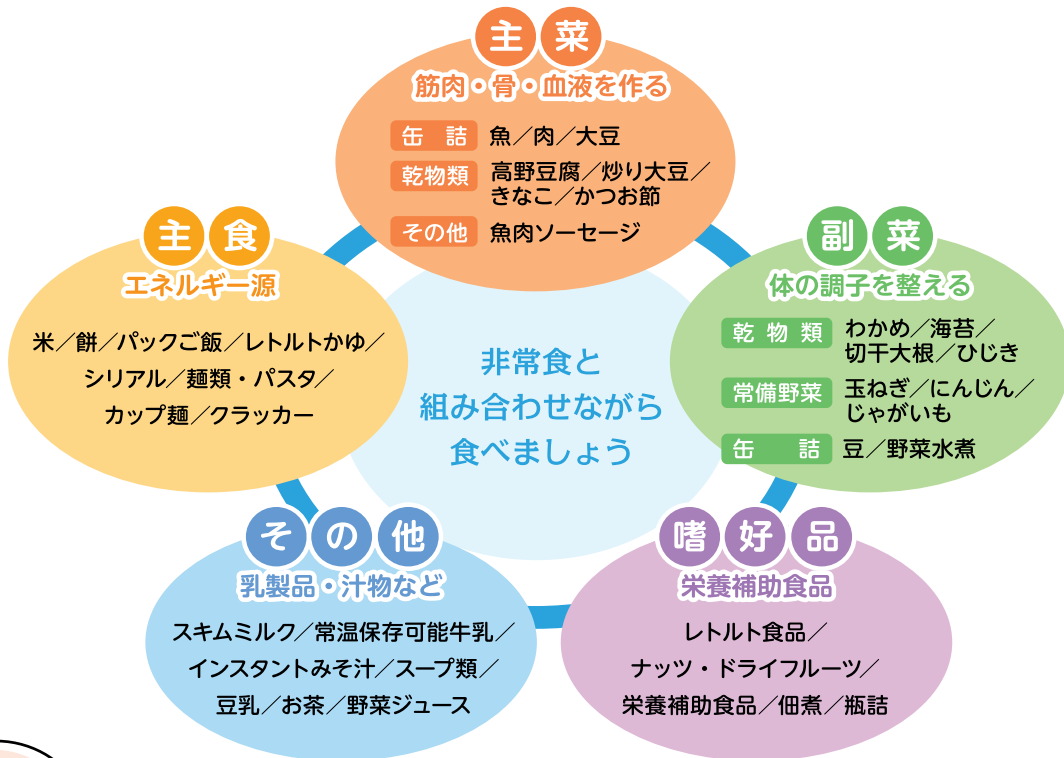 主菜
筋肉・骨・血液を作る
缶詰 魚／肉／大豆
乾物類 高野豆腐／炒り大豆／
きなこ／かつお節
その他 魚肉ソーセージ
主食
エネルギー源
米／餅／パックご飯／レトルトかゆ／
シリアル／麺類・パスタ／
カップ麺／クラッカー
副菜
体の調子を整える
乾物類 わかめ／海苔／
切干大根／ひじき
常備野菜 玉ねぎ／にんじん／
じゃがいも
缶詰 豆／野菜水煮
非常食と
組み合わせながら
食べましょう
その他
乳製品・汁物など
スキムミルク／常温保存可能牛乳／
インスタントみそ汁／スープ類／
豆乳／お茶／野菜ジュース
嗜好品
栄養補助食品
レトルト食品／
ナッツ・ドライフルーツ／
栄養補助食品／佃煮／瓶詰